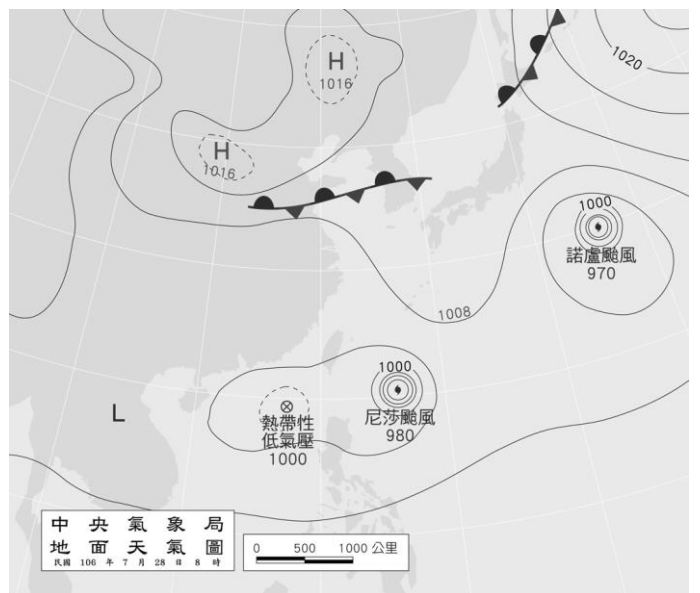 1020
H
1016
H
1016
1000
諾盧颱風
970
1008
1000
尼莎颱風
980
L
熱帶性
低氣壓
1000
中央氣象局
地面天氣圖
民國 106 年 7 月 28 日 8 時
0 500 1000 公里